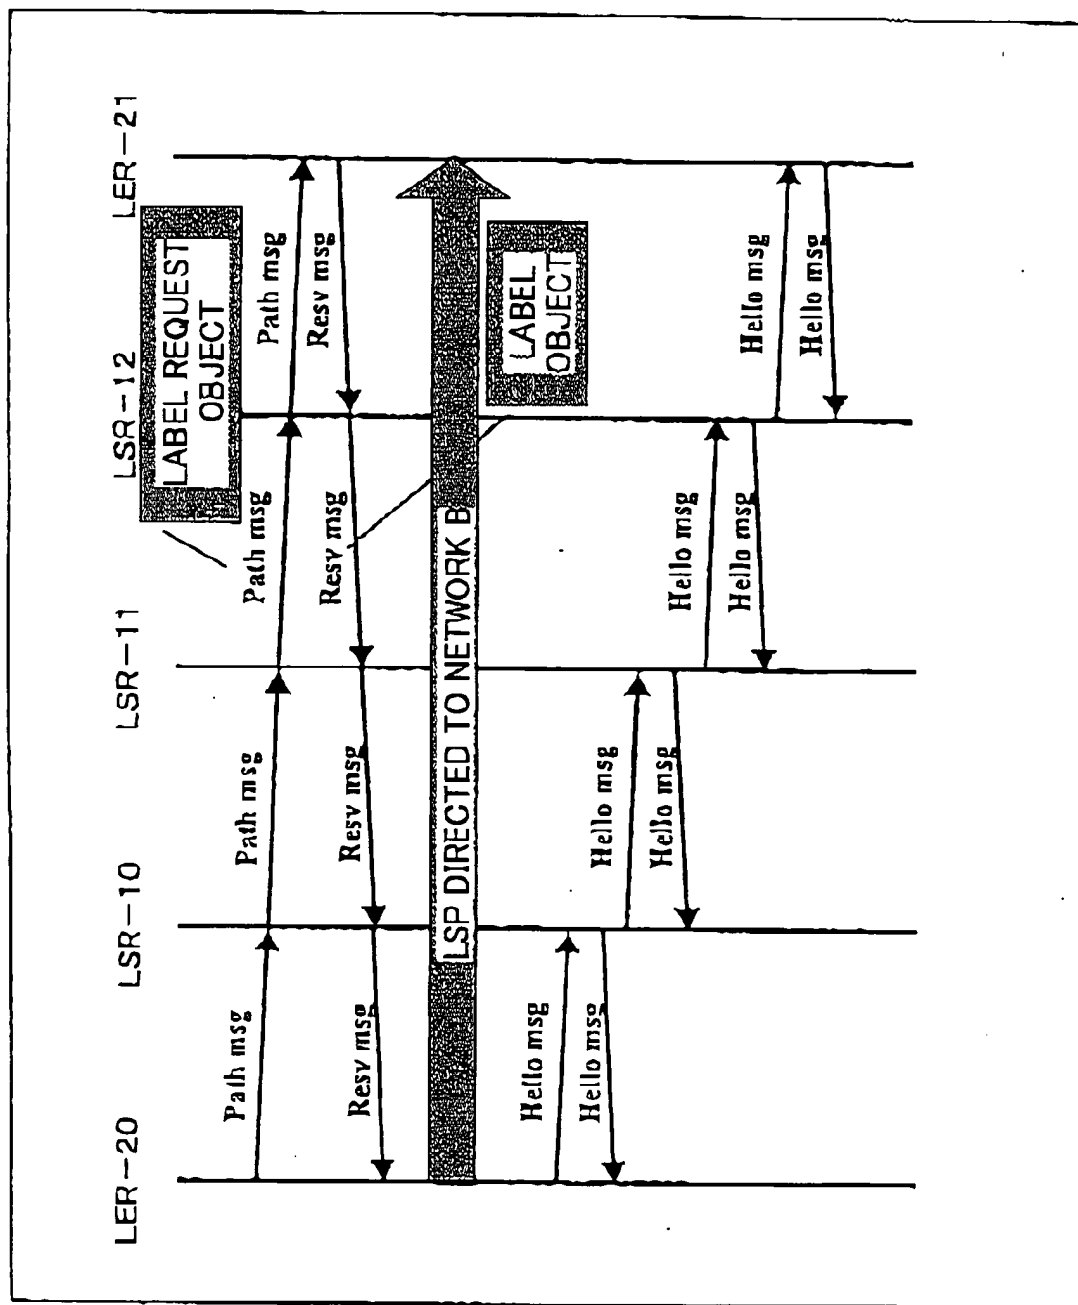 LER-20
LSR-10
LSR-11
LSR-12
LER-21
LABEL REQUEST
OBJECT
Path msg
Path msg
Path msg
Path msg
Resv msg
Resv msg
Resv msg
Resv msg
LSP DIRECTED TO NETWORK B
LABEL
OBJECT
Hello msg
Hello msg
Hello msg
Hello msg
Hello msg
Hello msg
Hello msg
Hello msg